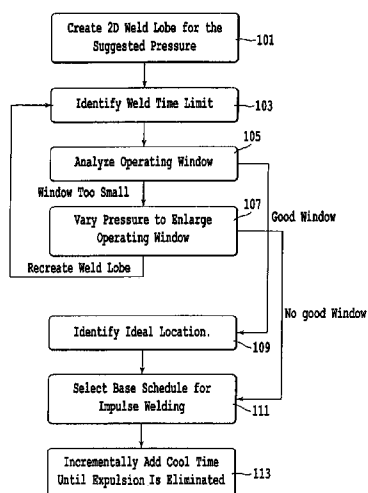 Create 2D Weld Lobe for the
Suggested Pressure
101
Identify Weld Time Limit
103
105
Analyze Operating Window
Window Too Small
107
Good Window
Vary Pressure to Enlarge
Operating Window
Recreate Weld Lobe
No good Window
Identify Ideal Location.
109
Select Base Schedule for
Impulse Welding
111
Incrementally Add Cool Time
Until Expulsion Is Eliminated
113